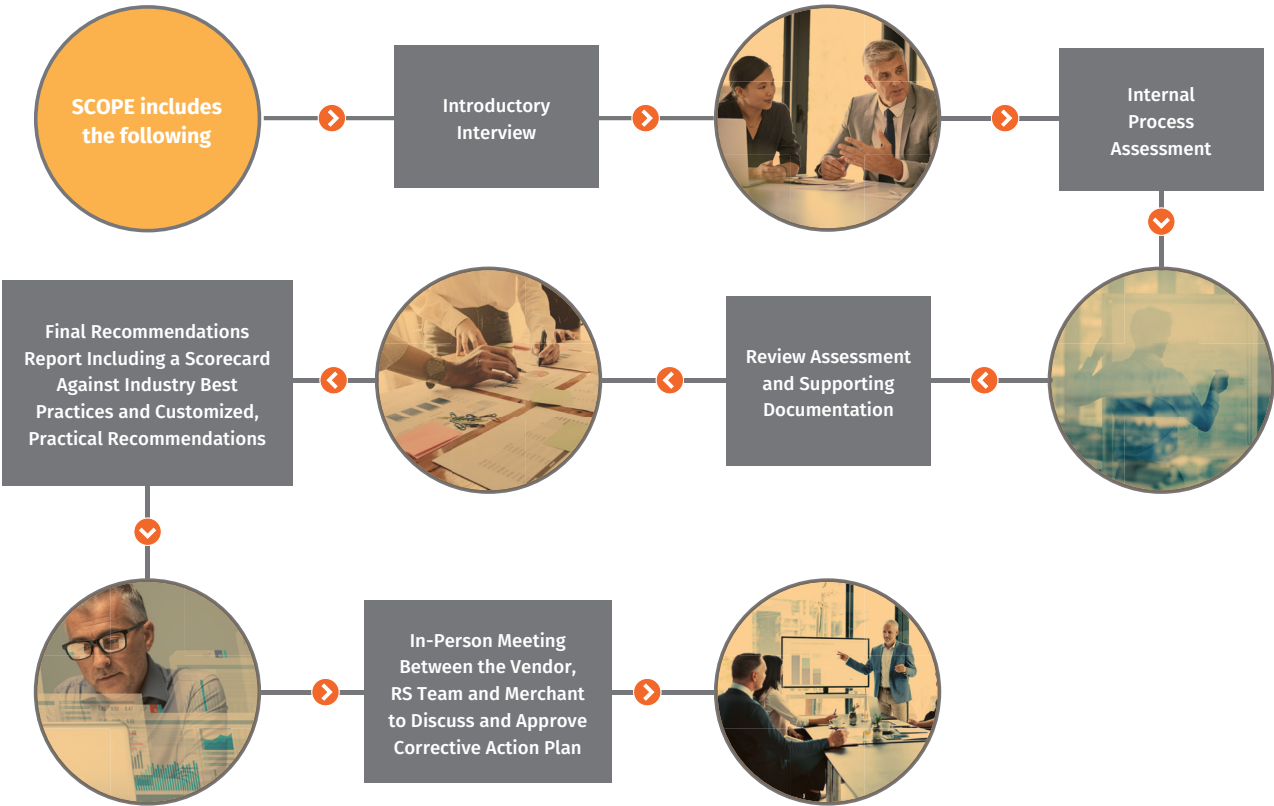 SCOPE includes
the following
Introductory
Interview
Internal
Process
Assessment
Review Assessment
and Supporting
Documentation
Final Recommendations
Report Including a Scorecard
Against Industry Best
Practices and Customized,
Practical Recommendations
In-Person Meeting
Between the Vendor,
RS Team and Merchant
to Discuss and Approve
Corrective Action Plan